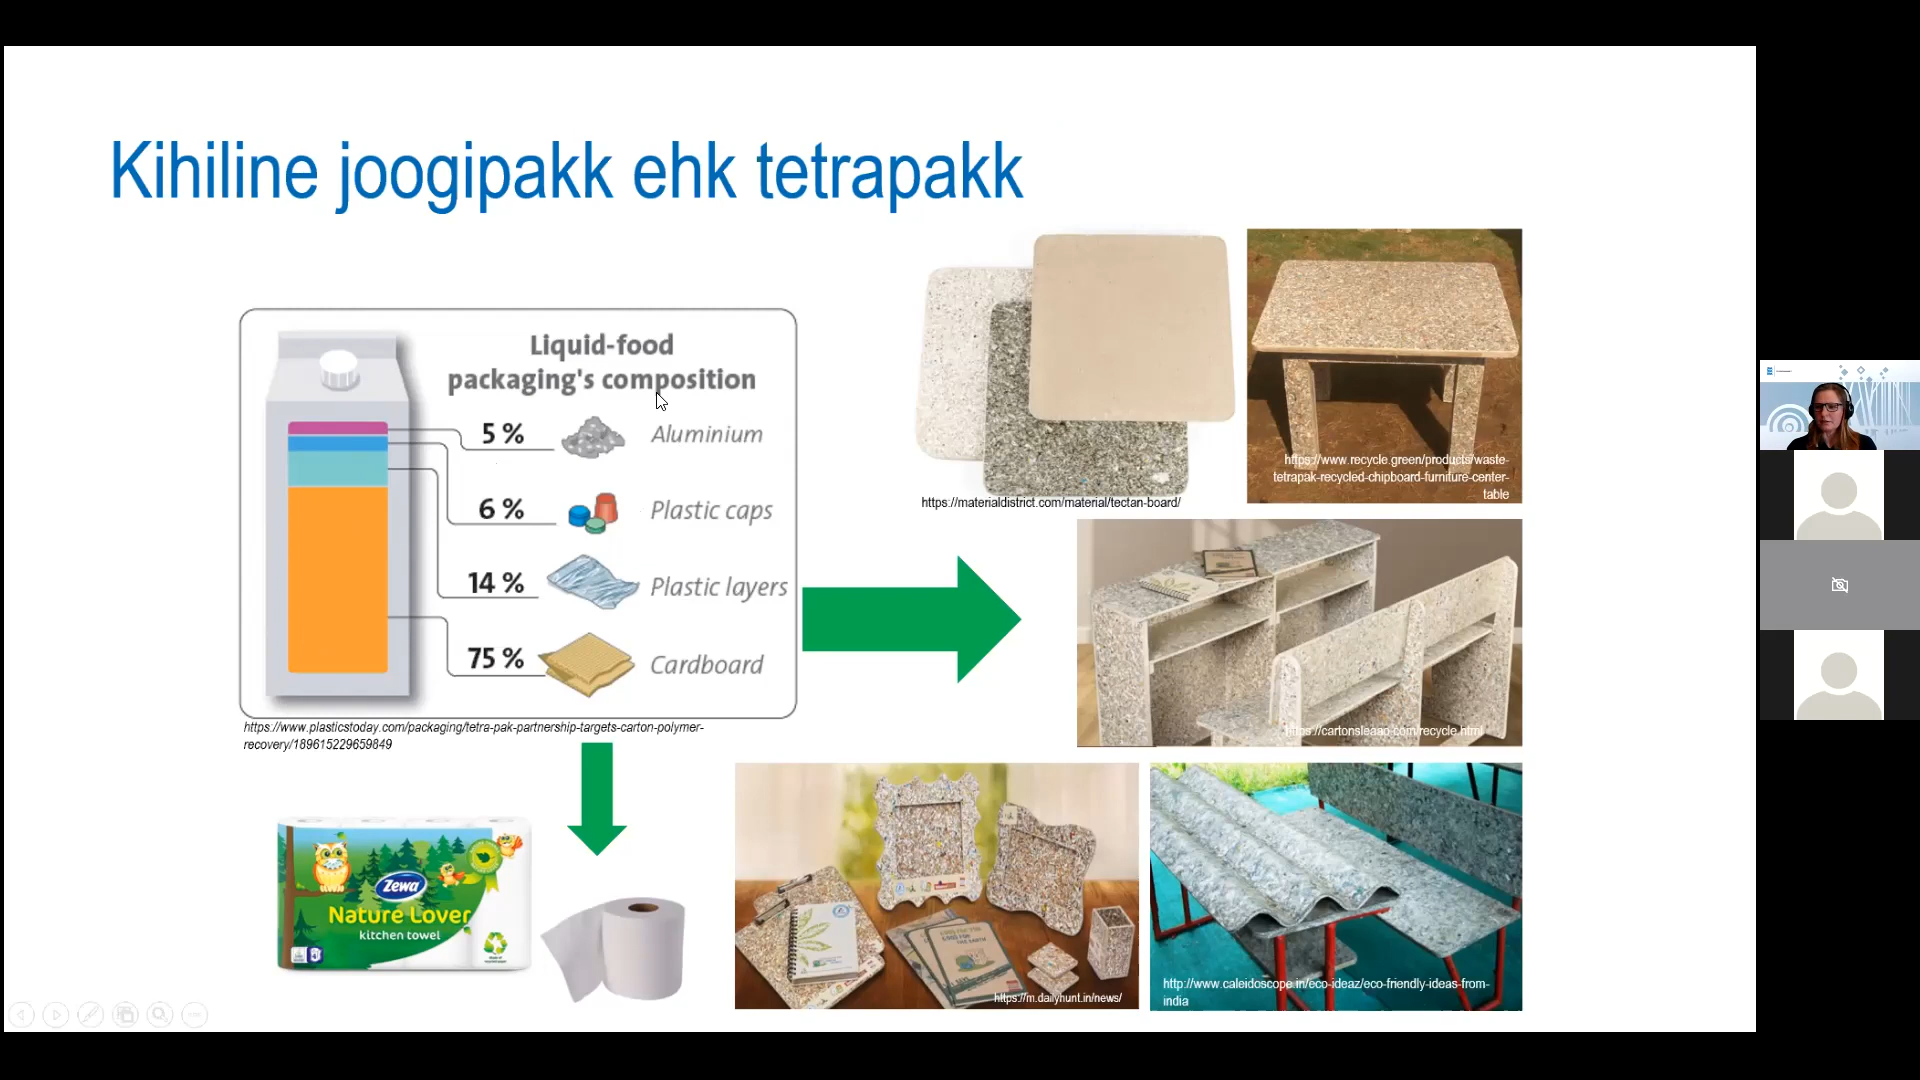 Kihiline joogipakk ehk tetrapakk
Liquid-food
packaging's composition
5 %
Aluminium
6 %
Plastic caps
14 %
Plastic layers
75 %
Cardboard
https://www.plasticstoday.com/packaging/tetra-pak-partnership-targets-carton-polymer-
recovery/189615229659849
https://materialdistrict.com/material/tectan-board/
https://www.recycle.green/products/waste-
tetrapak-recycled-chipboard-furniture-center-
table
Zewa
Nature Lover
kitchen towel
https://m.dailyhunt.in/news/
http://www.caleidoscope.in/eco-ideaz/eco-friendly-ideas-from-
india